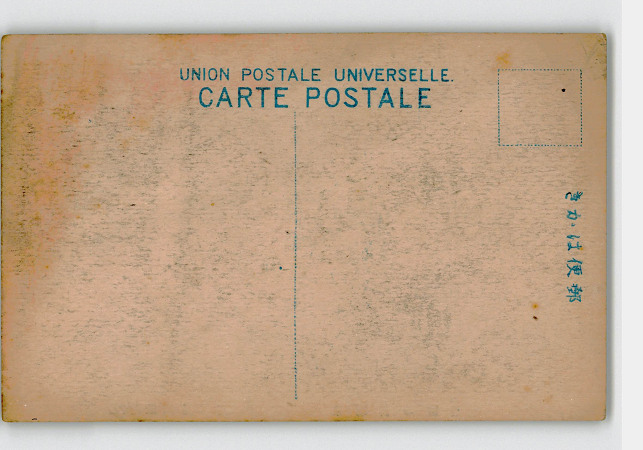 UNION POSTALE UNIVERSELLE.
CARTE POSTALE
きかは便郵